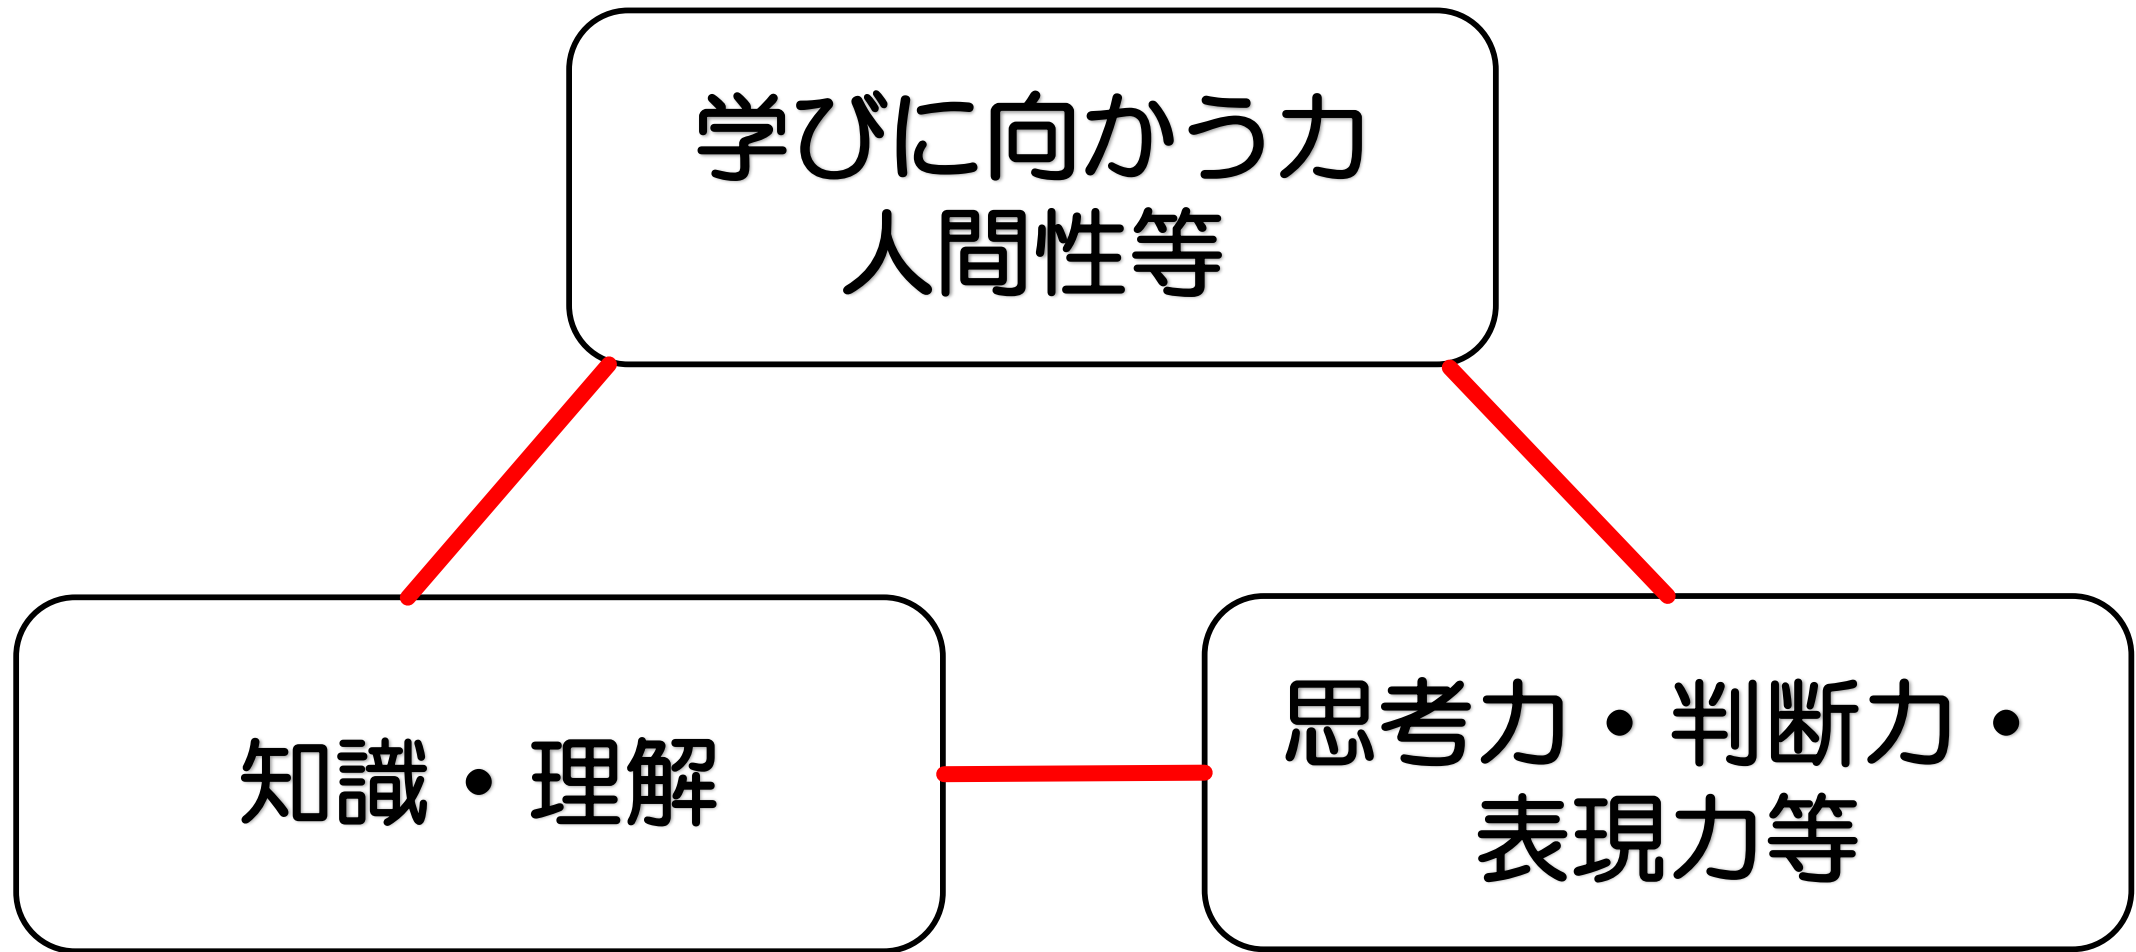 学びに向かう力
人間性等
知識・理解
思考力・判断力・
表現力等